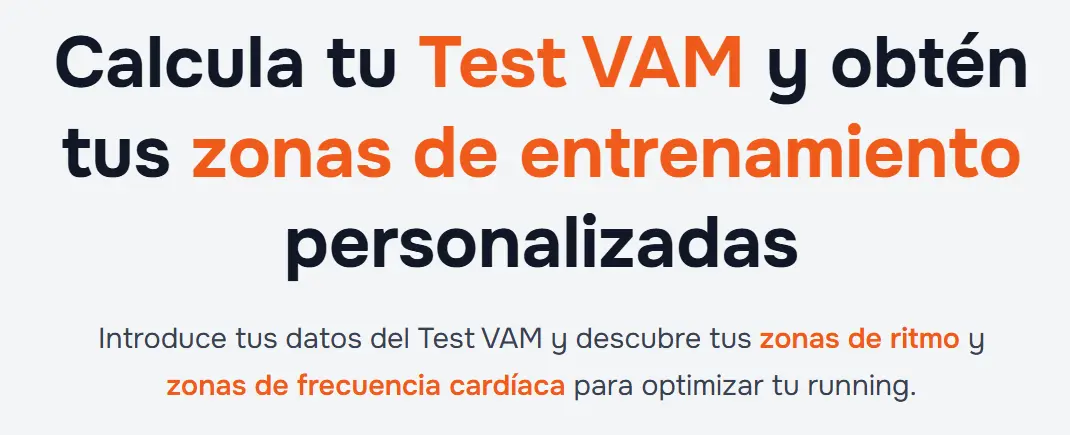 Calcula tu Test VAM y obtén
tus zonas de entrenamiento
personalizadas
Introduce tus datos del Test VAM y descubre tus zonas de ritmo y
zonas de frecuencia cardíaca para optimizar tu running.